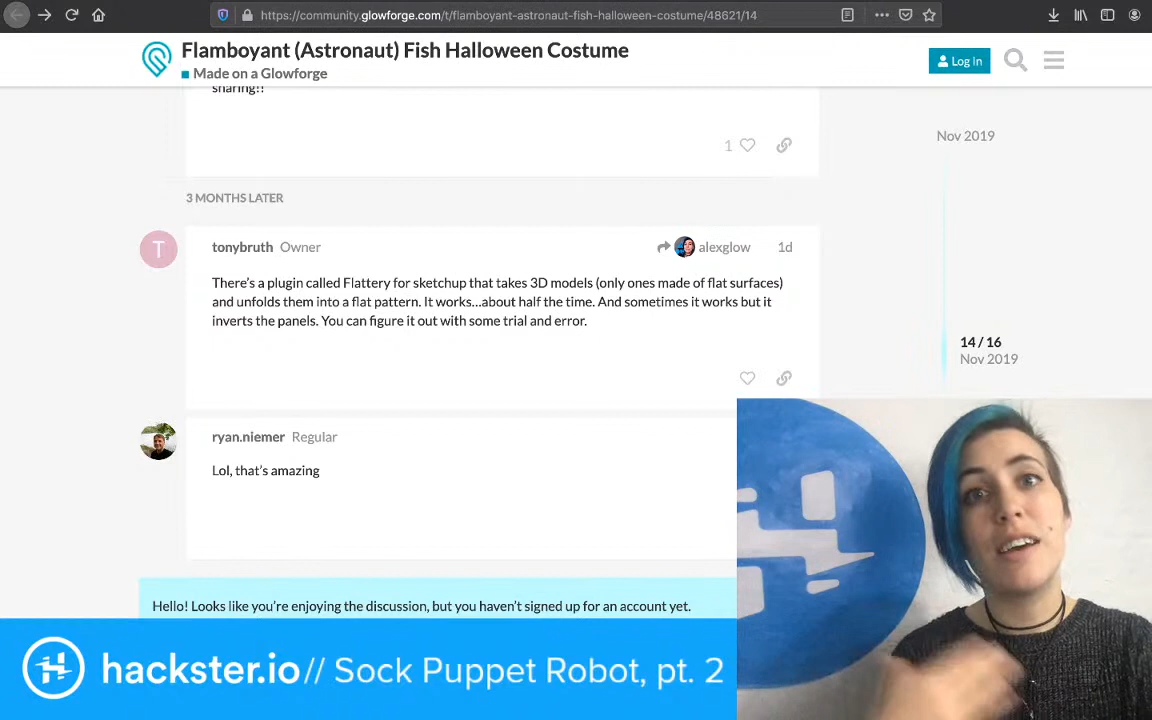 https://community.glowforge.com/t/flamboyant-astronaut-fish-halloween-costume/48621/14
Flamboyant (Astronaut) Fish Halloween Costume
Made on a Glowforge
Log In
sharing!!
1
Nov 2019
3 MONTHS LATER
T
tonybruth Owner
alexglow 1d
There's a plugin called Flattery for sketchup that takes 3D models (only ones made of flat surfaces)
and unfolds them into a flat pattern. It works...about half the time. And sometimes it works but it
inverts the panels. You can figure it out with some trial and error.
14 / 16
Nov 2019
ryan.niemer Regular
Lol, that's amazing
Hello! Looks like you're enjoying the discussion, but you haven't signed up for an account yet.
hackster.io // Sock Puppet Robot, pt. 2